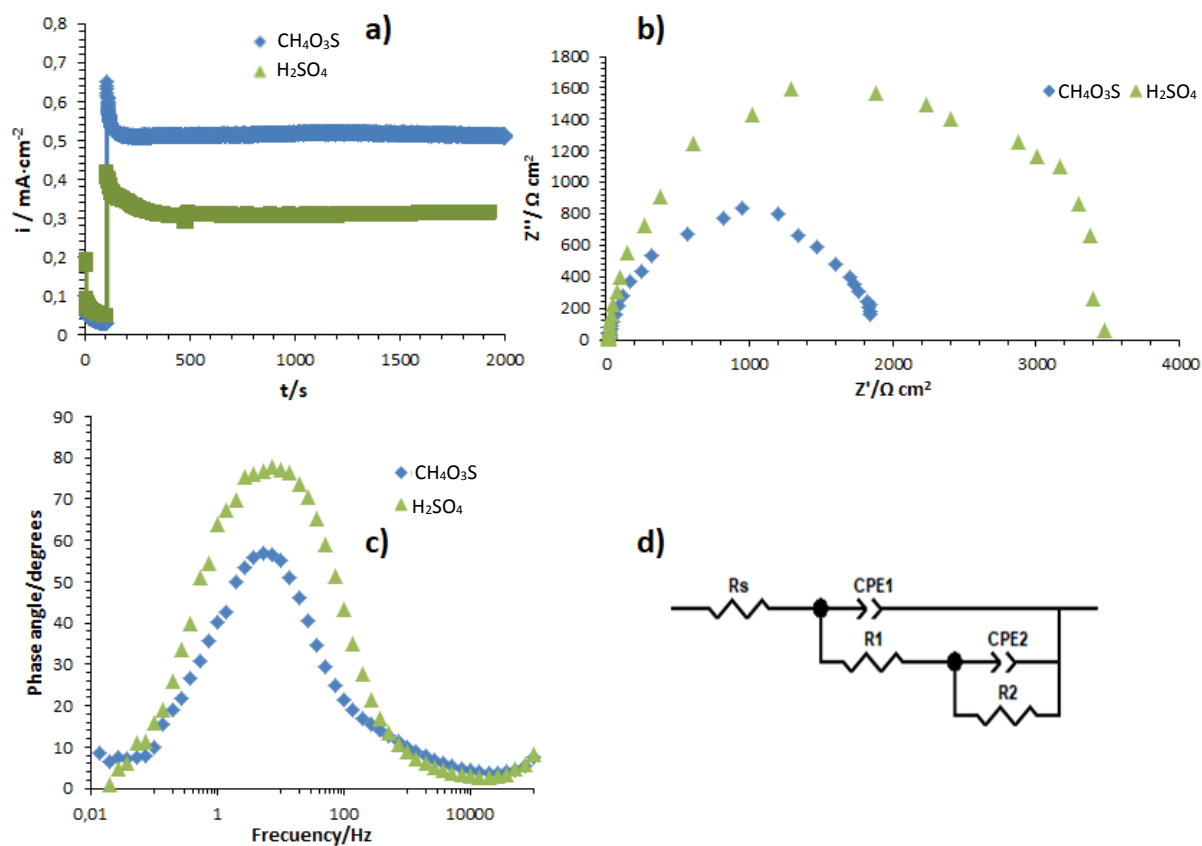 a)
CH₄O₃S
H₂SO₄
0,8
0,7
0,6
0,5
0,4
0,3
0,2
0,1
0
i / mA·cm⁻²
0 500 1000 1500 2000
t/s
b)
CH₄O₃S H₂SO₄
1800
1600
1400
1200
1000
800
600
400
200
0
Z''/Ω cm²
0 1000 2000 3000 4000
Z'/Ω cm²
90
80
70
60
50
40
30
20
10
0
Phase angle/degrees
CH₄O₃S
H₂SO₄
c)
0,01 1 100 10000
Frecuency/Hz
d)
Rs
CPE1
R1
CPE2
R2